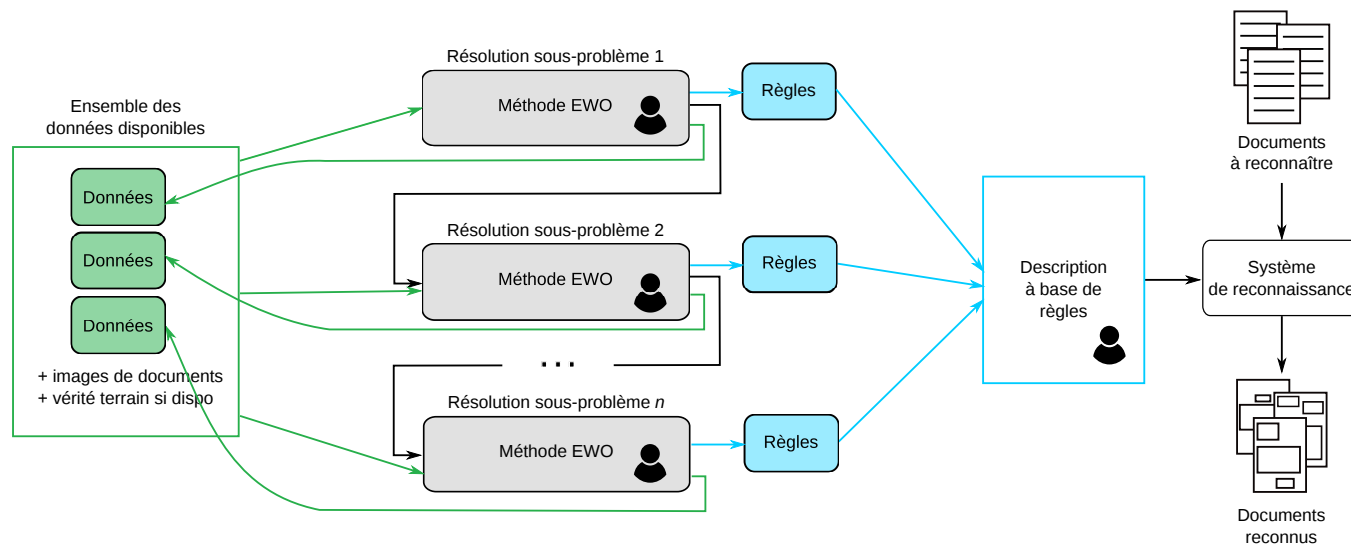 Ensemble des
données disponibles
Données
Données
Données
+ images de documents
+ vérité terrain si dispo
Résolution sous-problème 1
Méthode EWO
Règles
Résolution sous-problème 2
Méthode EWO
Règles
...
Résolution sous-problème n
Méthode EWO
Règles
Description
à base de
règles
Documents
à reconnaître
Système
de reconnaissance
Documents
reconnus